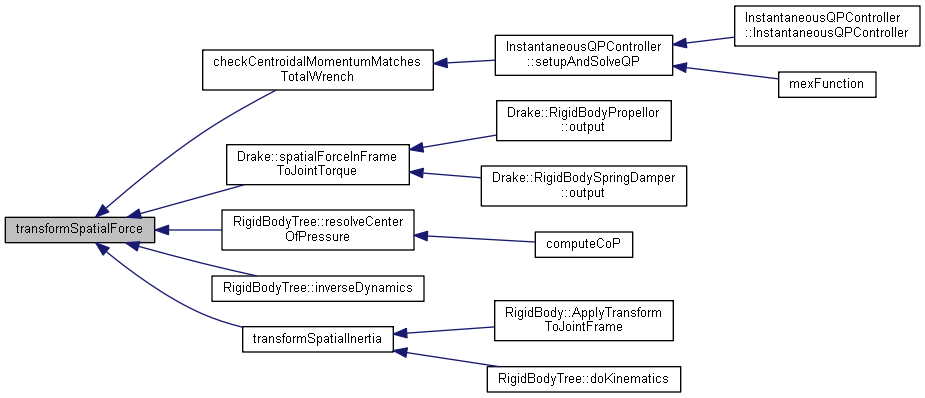 transformSpatialForce
checkCentroidalMomentumMatches
TotalWrench
InstantaneousQPController
::setupAndSolveQP
InstantaneousQPController
::InstantaneousQPController
mexFunction
Drake::spatialForceInFrame
ToJointTorque
Drake::RigidBodyPropellor
::output
Drake::RigidBodySpringDamper
::output
RigidBodyTree::resolveCenter
OfPressure
computeCoP
RigidBodyTree::inverseDynamics
transformSpatialInertia
RigidBody::ApplyTransform
ToJointFrame
RigidBodyTree::doKinematics